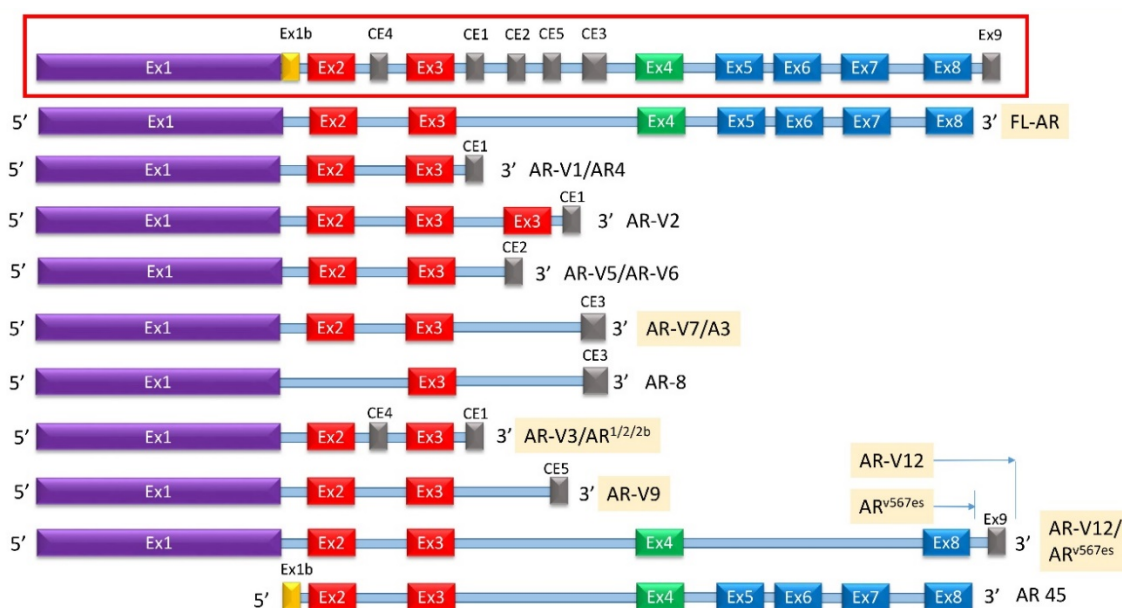 Ex1b CE4 CE1 CE2 CE5 CE3 Ex9
Ex1 Ex2 Ex3 Ex4 Ex5 Ex6 Ex7 Ex8
5’ Ex1 Ex2 Ex3 Ex4 Ex5 Ex6 Ex7 Ex8 3’ FL-AR
CE1
5’ Ex1 Ex2 Ex3 3’ AR-V1/AR4
CE1
5’ Ex1 Ex2 Ex3 Ex3 3’ AR-V2
CE2
5’ Ex1 Ex2 Ex3 3’ AR-V5/AR-V6
CE3
5’ Ex1 Ex2 Ex3 3’ AR-V7/A3
CE3
5’ Ex1 Ex3 3’ AR-8
CE4 CE1
5’ Ex1 Ex2 Ex3 3’ AR-V3/AR1/2/2b
CE5
5’ Ex1 Ex2 Ex3 3’ AR-V9
AR-V12
ARv567es
Ex9
5’ Ex1 Ex2 Ex3 Ex4 Ex8 3’ AR-V12/
ARv567es
Ex1b
5’ Ex2 Ex3 Ex4 Ex5 Ex6 Ex7 Ex8 3’ AR 45